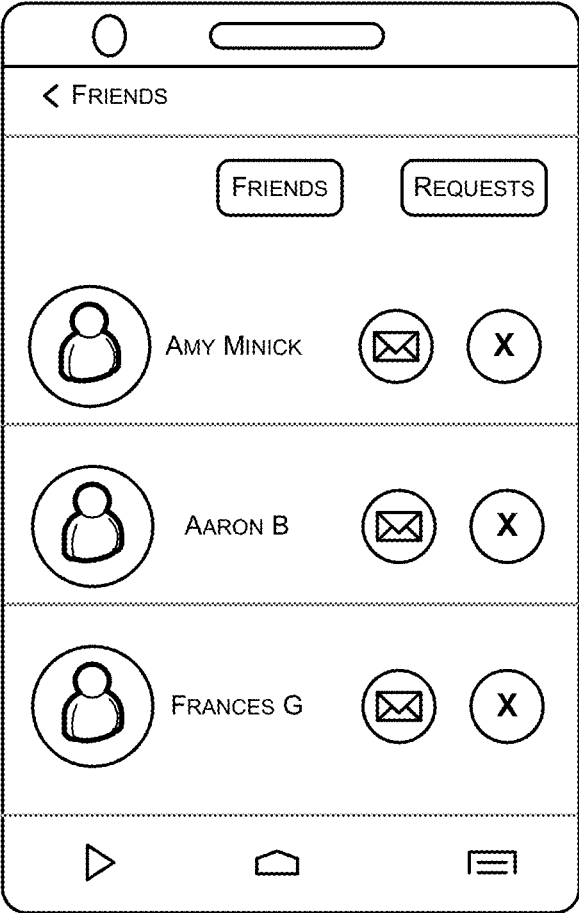 < FRIENDS
FRIENDS REQUESTS
AMY MINICK X
AARON B X
FRANCES G X